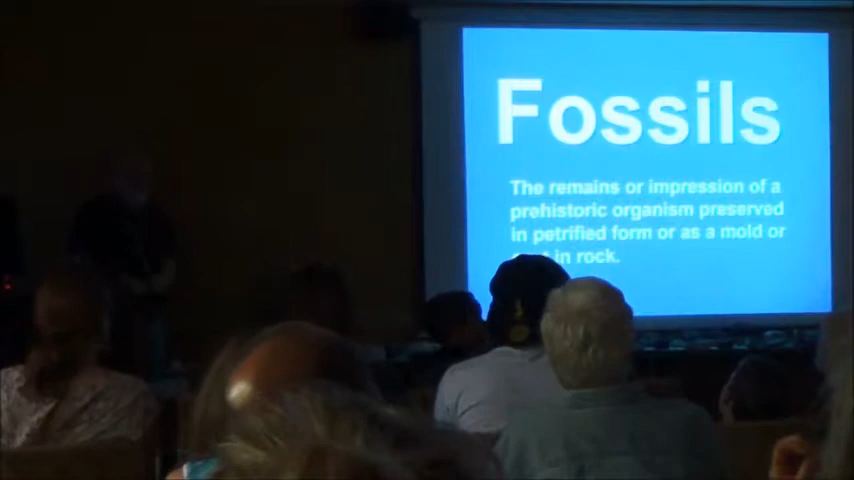 Fossils
The remains or impression of a
prehistoric organism preserved
in petrified form or as a mold or
in rock.